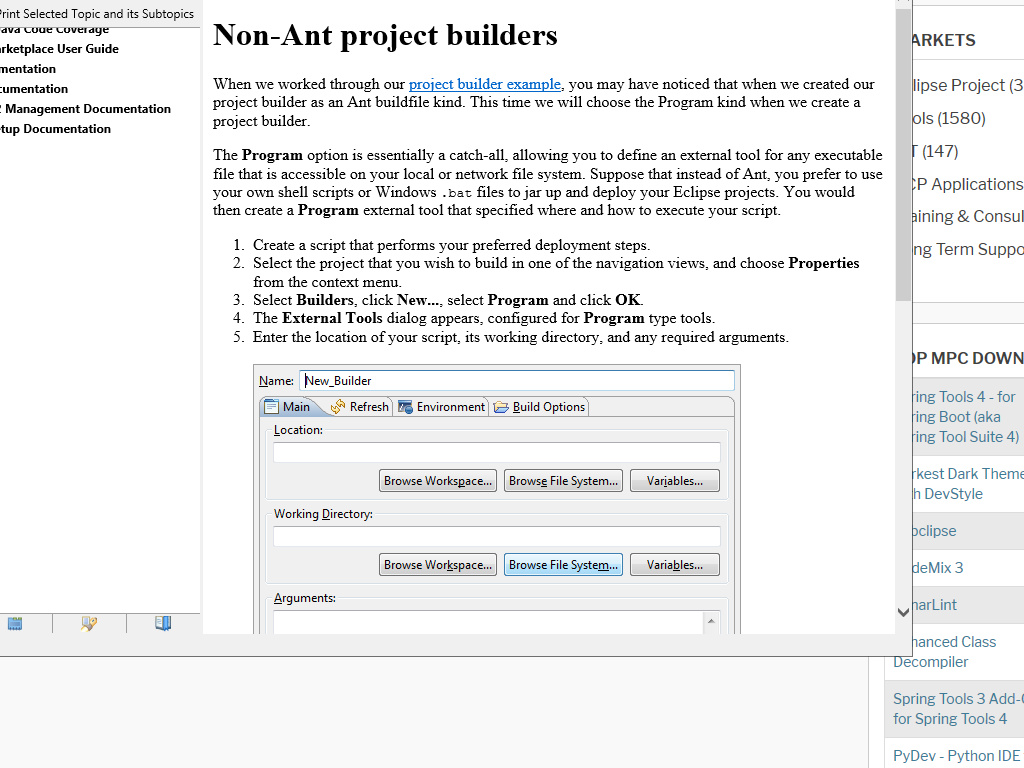 Print Selected Topic and its Subtopics
Java Code Coverage
Marketplace User Guide
Management Documentation
Documentation
Non-Ant project builders
When we worked through our project builder example, you may have noticed that when we created our
project builder as an Ant buildfile kind. This time we will choose the Program kind when we create a
project builder.
The Program option is essentially a catch-all, allowing you to define an external tool for any executable
file that is accessible on your local or network file system. Suppose that instead of Ant, you prefer to use
your own shell scripts or Windows .bat files to jar up and deploy your Eclipse projects. You would
then create a Program external tool that specified where and how to execute your script.
1. Create a script that performs your preferred deployment steps.
2. Select the project that you wish to build in one of the navigation views, and choose Properties
from the context menu.
3. Select Builders, click New..., select Program and click OK.
4. The External Tools dialog appears, configured for Program type tools.
5. Enter the location of your script, its working directory, and any required arguments.
Name: New_Builder
Main Refresh Environment Build Options
Location:
Browse Workspace... Browse File System... Variables...
Working Directory:
Browse Workspace... Browse File System... Variables...
Arguments:
ARKETS
lipse Project (3
ols (1580)
T (147)
CP Applications
aining & Consul
ng Term Suppo
OP MPC DOWN
ring Tools 4 - for
ring Boot (aka
ring Tool Suite 4)
rkest Dark Theme
h DevStyle
clipse
deMix 3
narLint
hanced Class
Decompiler
Spring Tools 3 Add-O
for Spring Tools 4
PyDev - Python IDE